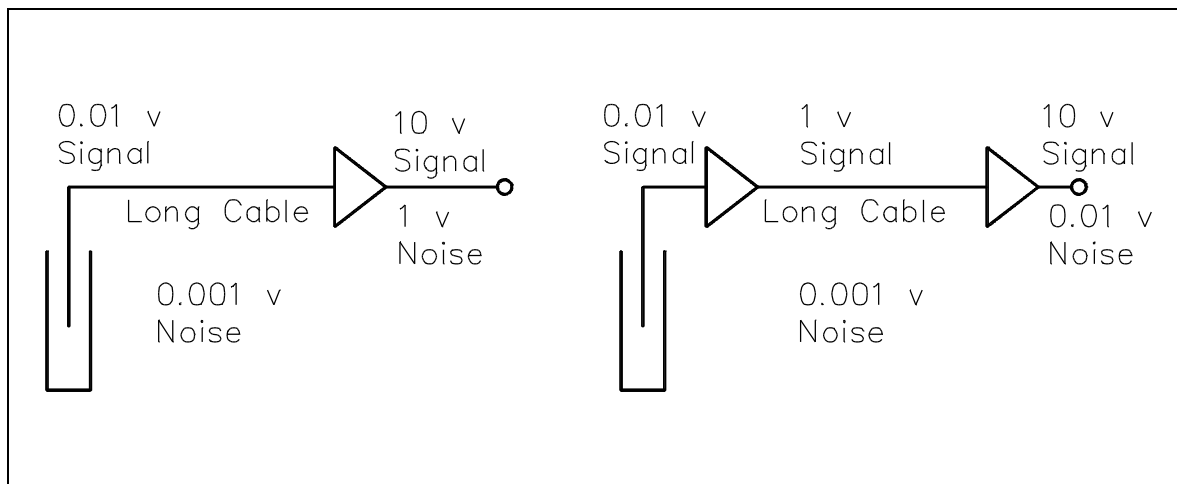 0.01 v
Signal
10 v
Signal
Long Cable
1 v
Noise
0.001 v
Noise
0.01 v
Signal
1 v
Signal
10 v
Signal
Long Cable
0.01 v
Noise
0.001 v
Noise